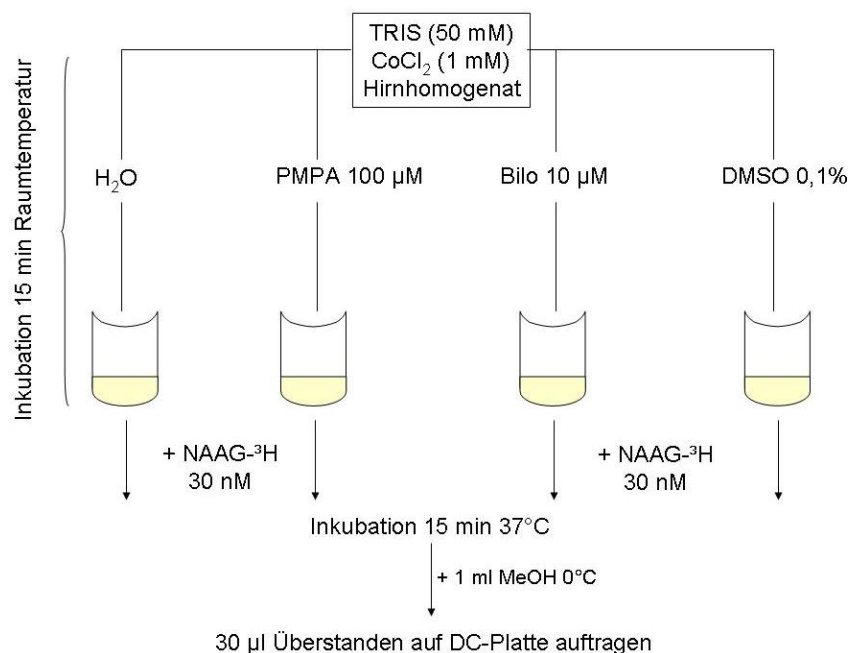 TRIS (50 mM)
CoCl₂ (1 mM)
Hirnhomogenat
Inkubation 15 min Raumtemperatur
H₂O
PMPA 100 µM
Bilo 10 µM
DMSO 0,1%
+ NAAG-³H
30 nM
+ NAAG-³H
30 nM
Inkubation 15 min 37°C
+ 1 ml MeOH 0°C
30 µl Überstanden auf DC-Platte auftragen